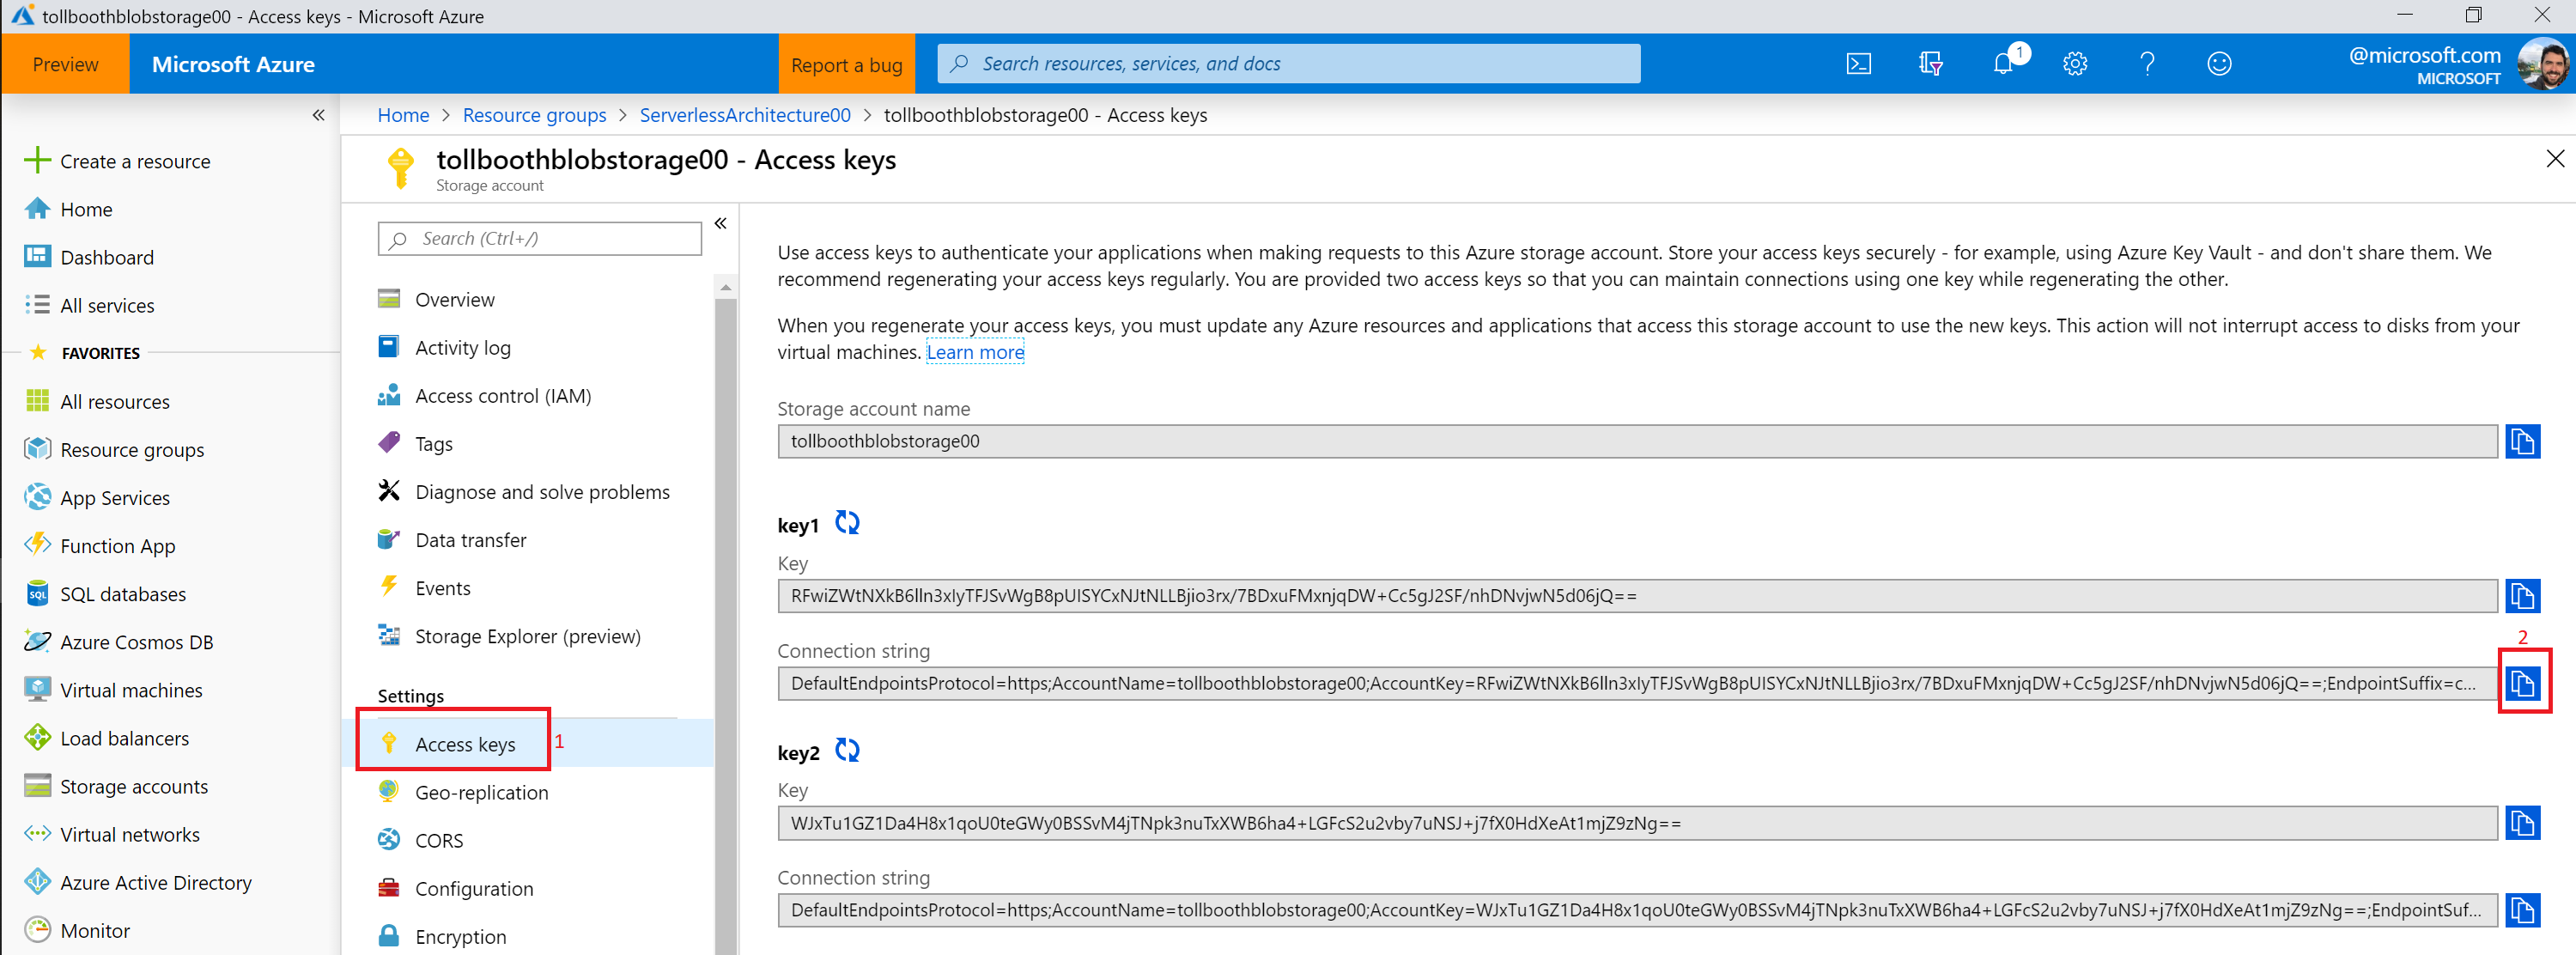 tollboothblobstorage00 - Access keys - Microsoft Azure
Preview
Microsoft Azure
Report a bug
Search resources, services, and docs
1
@microsoft.com
MICROSOFT
Home > Resource groups > ServerlessArchitecture00 > tollboothblobstorage00 - Access keys
Create a resource
Home
Dashboard
All services
FAVORITES
All resources
Resource groups
App Services
Function App
SQL databases
Azure Cosmos DB
Virtual machines
Load balancers
Storage accounts
Virtual networks
Azure Active Directory
Monitor
tollboothblobstorage00 - Access keys
Storage account
Search (Ctrl+/)
Overview
Activity log
Access control (IAM)
Tags
Diagnose and solve problems
Data transfer
Events
Storage Explorer (preview)
Settings
Access keys
1
Geo-replication
CORS
Configuration
Encryption
Use access keys to authenticate your applications when making requests to this Azure storage account. Store your access keys securely - for example, using Azure Key Vault - and don't share them. We
recommend regenerating your access keys regularly. You are provided two access keys so that you can maintain connections using one key while regenerating the other.
When you regenerate your access keys, you must update any Azure resources and applications that access this storage account to use the new keys. This action will not interrupt access to disks from your
virtual machines. Learn more
Storage account name
tollboothblobstorage00
key1
Key
Connection string
2
DefaultEndpointsProtocol=https;AccountName=tollboothblobstorage00;
key2
Key
WJxTu1GZ1Da4H8x1qoU0teGWy0BSSvM4jTNpk3nuTxXWB6ha4+LGFcS2u2vby7uNSJ+j7fX0HdXeAt1mjZ9zNg==
Connection string
DefaultEndpointsProtocol=https;AccountName=tollboothblobstorage00;AccountKey=WJxTu1GZ1Da4H8x1qoU0teGWy0BSSvM4jTNpk3nuTxXWB6ha4+LGFcS2u2vby7uNSJ+j7fX0HdXeAt1mjZ9zNg==;EndpointSuf...